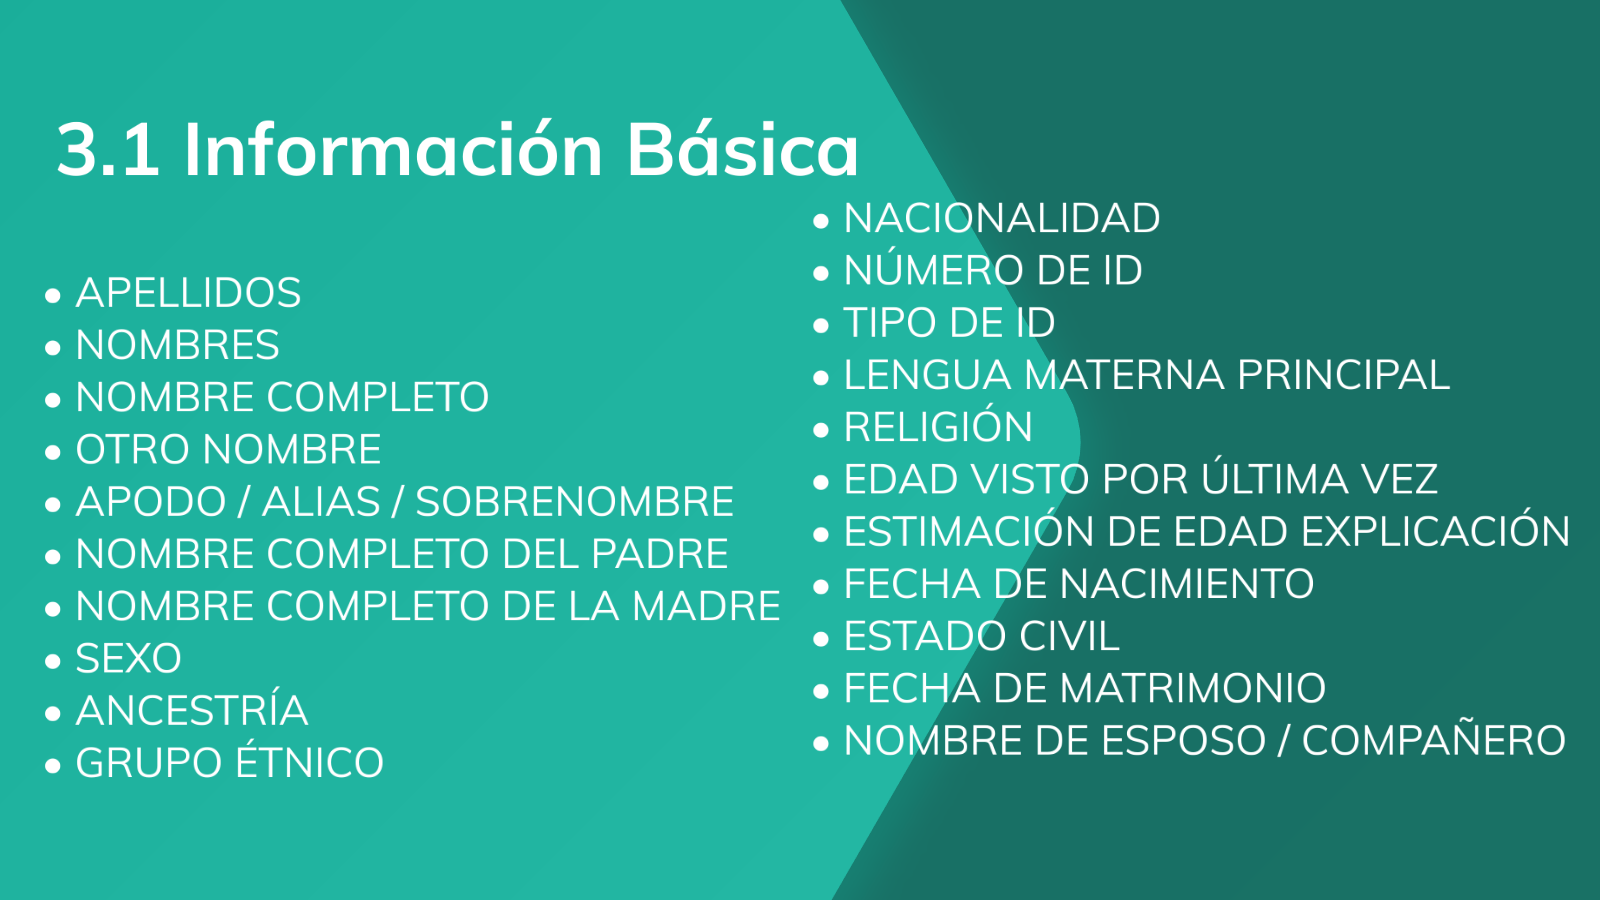 3.1 Información Básica
• APELLIDOS
• NOMBRES
• NOMBRE COMPLETO
• OTRO NOMBRE
• APODO / ALIAS / SOBRENOMBRE
• NOMBRE COMPLETO DEL PADRE
• NOMBRE COMPLETO DE LA MADRE
• SEXO
• ANCESTRÍA
• GRUPO ÉTNICO
• NACIONALIDAD
• NÚMERO DE ID
• TIPO DE ID
• LENGUA MATERNA PRINCIPAL
• RELIGIÓN
• EDAD VISTO POR ÚLTIMA VEZ
• ESTIMACIÓN DE EDAD EXPLICACIÓN
• FECHA DE NACIMIENTO
• ESTADO CIVIL
• FECHA DE MATRIMONIO
• NOMBRE DE ESPOSO / COMPAÑERO